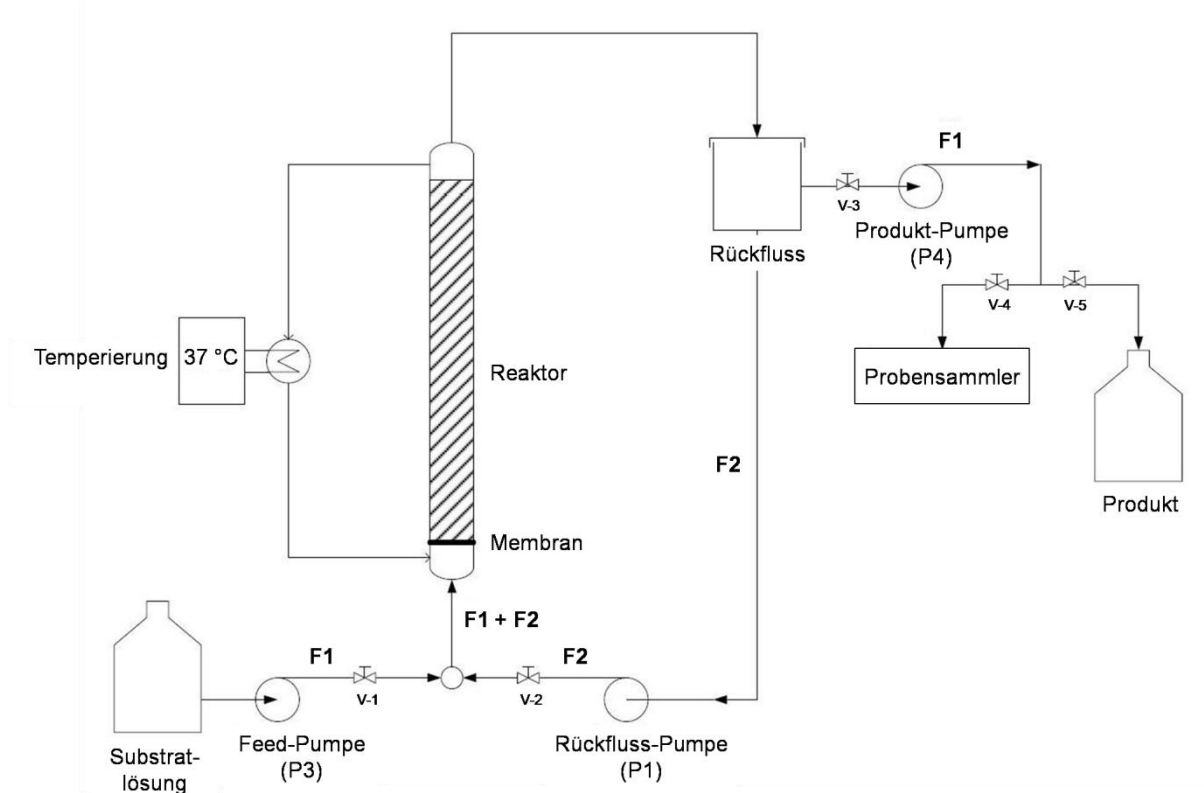 F1
V-3
Produkt-Pumpe
(P4)
Rückfluss
V-4
V-5
Temperierung
37 °C
Reaktor
Probensammler
F2
Produkt
Membran
F1 + F2
F1
V-1
F2
V-2
Substrat-
lösung
Feed-Pumpe
(P3)
Rückfluss-Pumpe
(P1)